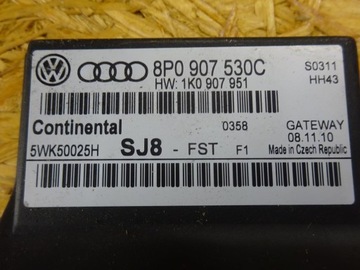 8P0 907 530C S0311
HW: 1K0 907 951 HH43
Continental 0358 GATEWAY
5WK50025H SJ8 - FST F1 08.11.10
Made in Czech Republic